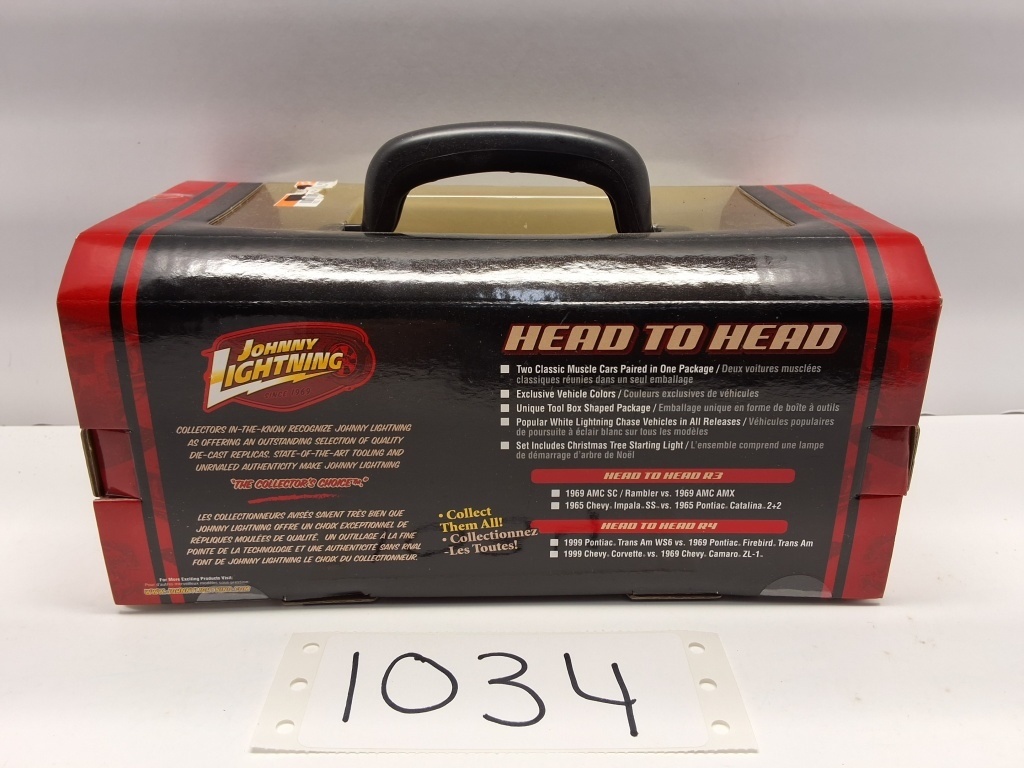 JOHNNY
LIGHTNING
COLLECTORS IN-THE-KNOW RECOGNIZE JOHNNY LIGHTNING
AS OFFERING AN OUTSTANDING SELECTION OF QUALITY
DIE-CAST REPLICAS. STATE-OF-THE-ART TOOLING AND
UNRIVALED AUTHENTICITY MAKE JOHNNY LIGHTNING
"THE COLLECTOR'S CHOICE™."
LES COLLECTIONNEURS AVISÉS SAVENT TRÈS BIEN QUE
JOHNNY LIGHTNING OFFRE UN CHOIX EXCEPTIONNEL DE
RÉPLIQUES MOULÉES DE QUALITÉ. UN OUTILLAGE À LA FINE
POINTE DE LA TECHNOLOGIE ET UNE AUTHENTICITÉ SANS RIVAL
FONT DE JOHNNY LIGHTNING LE CHOIX DU COLLECTIONNEUR.
For More Exciting Products Visit:
• Collect
Them All!
• Collectionnez
-Les Toutes!
HEAD TO HEAD
Two Classic Muscle Cars Paired in One Package / Deux voitures musclées
classiques réunies dans un seul emballage
Exclusive Vehicle Colors / Couleurs exclusives de véhicules
Unique Tool Box Shaped Package / Emballage unique en forme de boîte à outils
Popular White Lightning Chase Vehicles in All Releases / Véhicules populaires
de poursuite à éclair blanc sur tous les modèles
Set Includes Christmas Tree Starting Light / L'ensemble comprend une lampe
de démarrage d'arbre de Noël
HEAD TO HEAD R3
1969 AMC SC / Rambler vs. 1969 AMC AMX
1965 Chevy. Impala. SS. vs. 1965 Pontiac. Catalina. 2+2
HEAD TO HEAD R4
1999 Pontiac. Trans Am WS6 vs. 1969 Pontiac. Firebird. Trans Am
1999 Chevy. Corvette. vs. 1969 Chevy. Camaro. ZL-1.
1034